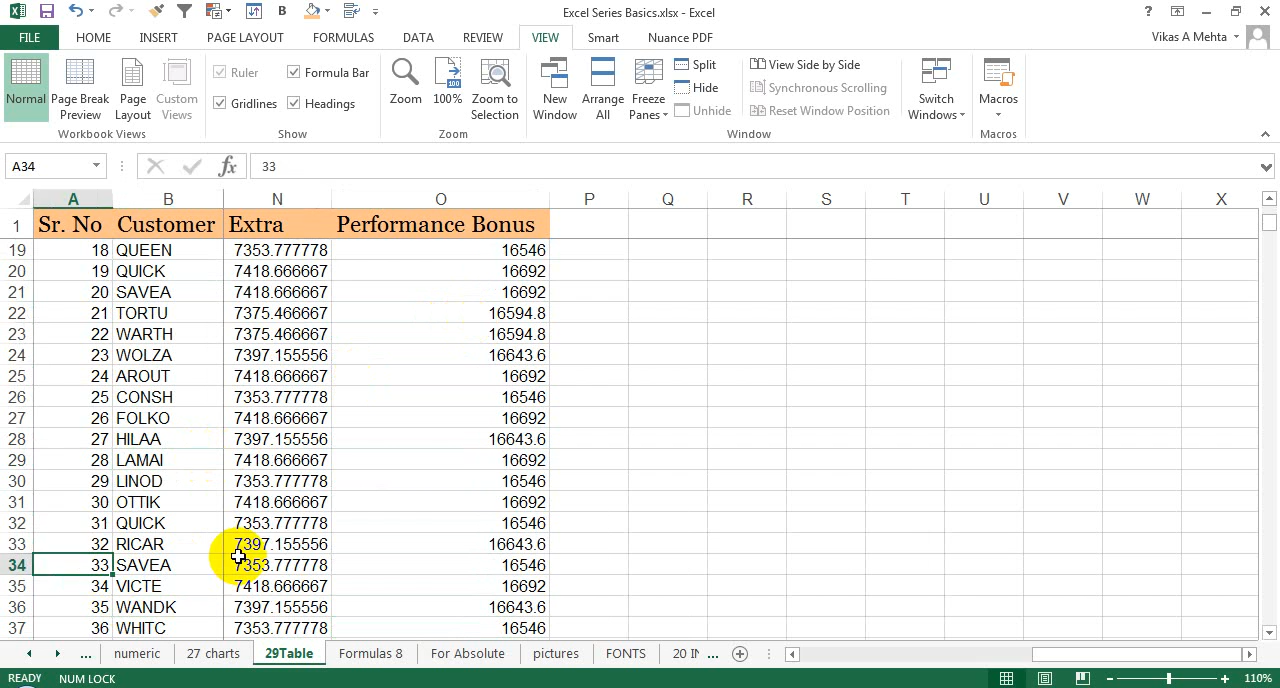 Excel Series Basics.xlsx - Excel
FILE HOME INSERT PAGE LAYOUT FORMULAS DATA REVIEW VIEW Smart Nuance PDF Vikas A Mehta
Normal Page Break Preview Page Layout Custom Views
Workbook Views
Ruler Formula Bar
Gridlines Headings
Show
Zoom 100% Zoom to Selection
Zoom
New Window Arrange All Freeze Panes
Split
Hide
Unhide
View Side by Side
Synchronous Scrolling
Reset Window Position
Switch Windows
Window
Macros
Macros
A34 fx 33
A B N O P Q R S T U V W X
1 Sr. No Customer Extra Performance Bonus
19 18 QUEEN 7353.777778 16546
20 19 QUICK 7418.666667 16692
21 20 SAVEA 7418.666667 16692
22 21 TORTU 7375.466667 16594.8
23 22 WARTH 7375.466667 16594.8
24 23 WOLZA 7397.155556 16643.6
25 24 AROUT 7418.666667 16692
26 25 CONSH 7353.777778 16546
27 26 FOLKO 7418.666667 16692
28 27 HILAA 7397.155556 16643.6
29 28 LAMAI 7418.666667 16692
30 29 LINOD 7353.777778 16546
31 30 OTTIK 7418.666667 16692
32 31 QUICK 7353.777778 16546
33 32 RICAR 7397.155556 16643.6
34 33 SAVEA 7353.777778 16546
35 34 VICTE 7418.666667 16692
36 35 WANDK 7397.155556 16643.6
37 36 WHITC 7353.777778 16546
... numeric 27 charts 29Table Formulas 8 For Absolute pictures FONTS 20 IN ...
READY NUM LOCK 110%